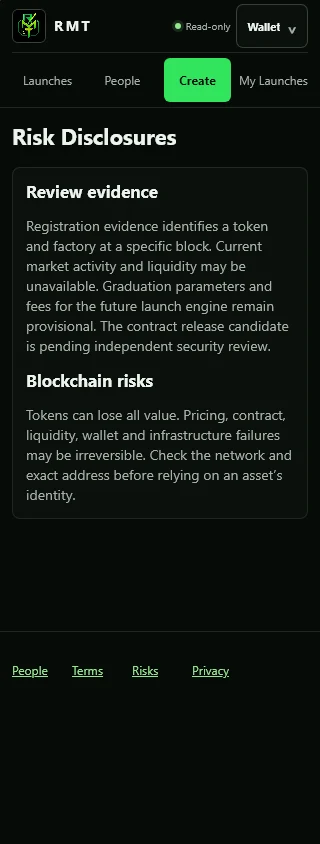 RMT
Read-only
Wallet
Launches
People
Create
My Launches
Risk Disclosures
Review evidence
Registration evidence identifies a token
and factory at a specific block. Current
market activity and liquidity may be
unavailable. Graduation parameters and
fees for the future launch engine remain
provisional. The contract release candidate
is pending independent security review.
Blockchain risks
Tokens can lose all value. Pricing, contract,
liquidity, wallet and infrastructure failures
may be irreversible. Check the network and
exact address before relying on an asset’s
identity.
People
Terms
Risks
Privacy